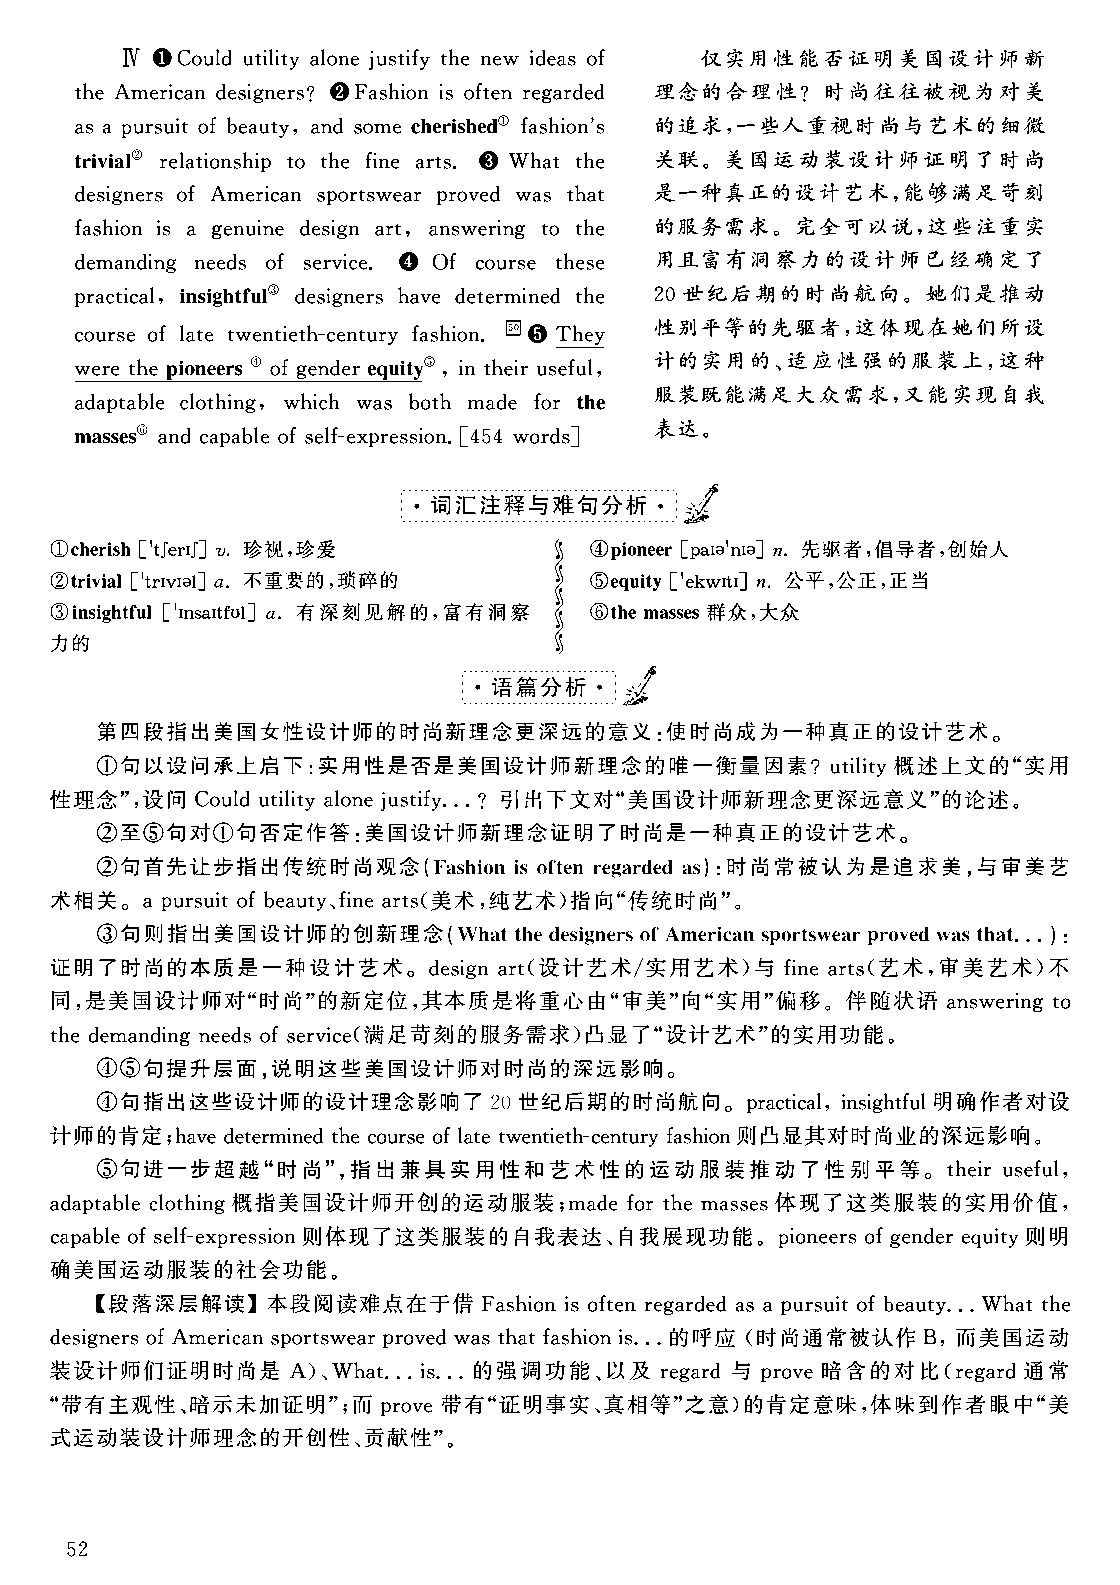 Ⅳ ❶Could utility alone justify the new ideas of
the American designers? ❷Fashion is often regarded
as a pursuit of beauty, and some cherished① fashion's
trivial② relationship to the fine arts. ❸ What the
designers of American sportswear proved was that
fashion is a genuine design art, answering to the
demanding needs of service. ❹ Of course these
practical, insightful③ designers have determined the
course of late twentieth-century fashion. 50 ❺ They
were the pioneers ④ of gender equity⑤ , in their useful,
adaptable clothing, which was both made for the
masses⑥ and capable of self-expression. [454 words]
仅实用性能否证明美国设计师新
理念的合理性? 时尚往往被视为对美
的追求,一些人重视时尚与艺术的细微
关联。美国运动装设计师证明了时尚
是一种真正的设计艺术,能够满足苛刻
的服务需求。完全可以说,这些注重实
用且富有洞察力的设计师已经确定了
20 世纪后期的时尚航向。她们是推动
性别平等的先驱者,这体现在她们所设
计的实用的、适应性强的服装上,这种
服装既能满足大众需求,又能实现自我
表达。
· 词汇注释与难句分析 ·
①cherish [ˈtʃerɪʃ] v. 珍视,珍爱
②trivial [ˈtrɪvɪəl] a. 不重要的,琐碎的
③insightful [ˈɪnsaɪtfʊl] a. 有深刻见解的,富有洞察
力的
④pioneer [paɪəˈnɪə] n. 先驱者,倡导者,创始人
⑤equity [ˈekwɪtɪ] n. 公平,公正,正当
⑥the masses 群众,大众
· 语篇分析 ·
第四段指出美国女性设计师的时尚新理念更深远的意义:使时尚成为一种真正的设计艺术。
①句以设问承上启下:实用性是否是美国设计师新理念的唯一衡量因素? utility 概述上文的“实用
性理念”,设问 Could utility alone justify...? 引出下文对“美国设计师新理念更深远意义”的论述。
②至⑤句对①句否定作答:美国设计师新理念证明了时尚是一种真正的设计艺术。
②句首先让步指出传统时尚观念(Fashion is often regarded as):时尚常被认为是追求美,与审美艺
术相关。a pursuit of beauty、fine arts(美术,纯艺术)指向“传统时尚”。
③句则指出美国设计师的创新理念(What the designers of American sportswear proved was that...):
证明了时尚的本质是一种设计艺术。design art(设计艺术/实用艺术)与 fine arts(艺术,审美艺术)不
同,是美国设计师对“时尚”的新定位,其本质是将重心由“审美”向“实用”偏移。伴随状语 answering to
the demanding needs of service(满足苛刻的服务需求)凸显了“设计艺术”的实用功能。
④⑤句提升层面,说明这些美国设计师对时尚的深远影响。
④句指出这些设计师的设计理念影响了 20 世纪后期的时尚航向。practical, insightful 明确作者对设
计师的肯定;have determined the course of late twentieth-century fashion 则凸显其对时尚业的深远影响。
⑤句进一步超越“时尚”,指出兼具实用性和艺术性的运动服装推动了性别平等。their useful,
adaptable clothing 概指美国设计师开创的运动服装;made for the masses 体现了这类服装的实用价值,
capable of self-expression 则体现了这类服装的自我表达、自我展现功能。pioneers of gender equity 则明
确美国运动服装的社会功能。
【段落深层解读】本段阅读难点在于借 Fashion is often regarded as a pursuit of beauty...What the
designers of American sportswear proved was that fashion is...的呼应 (时尚通常被认作 B, 而美国运动
装设计师们证明时尚是 A)、What...is...的强调功能、以及 regard 与 prove 暗含的对比(regard 通常
“带有主观性、暗示未加证明”;而 prove 带有“证明事实、真相等”之意)的肯定意味,体味到作者眼中“美
式运动装设计师理念的开创性、贡献性”。
52